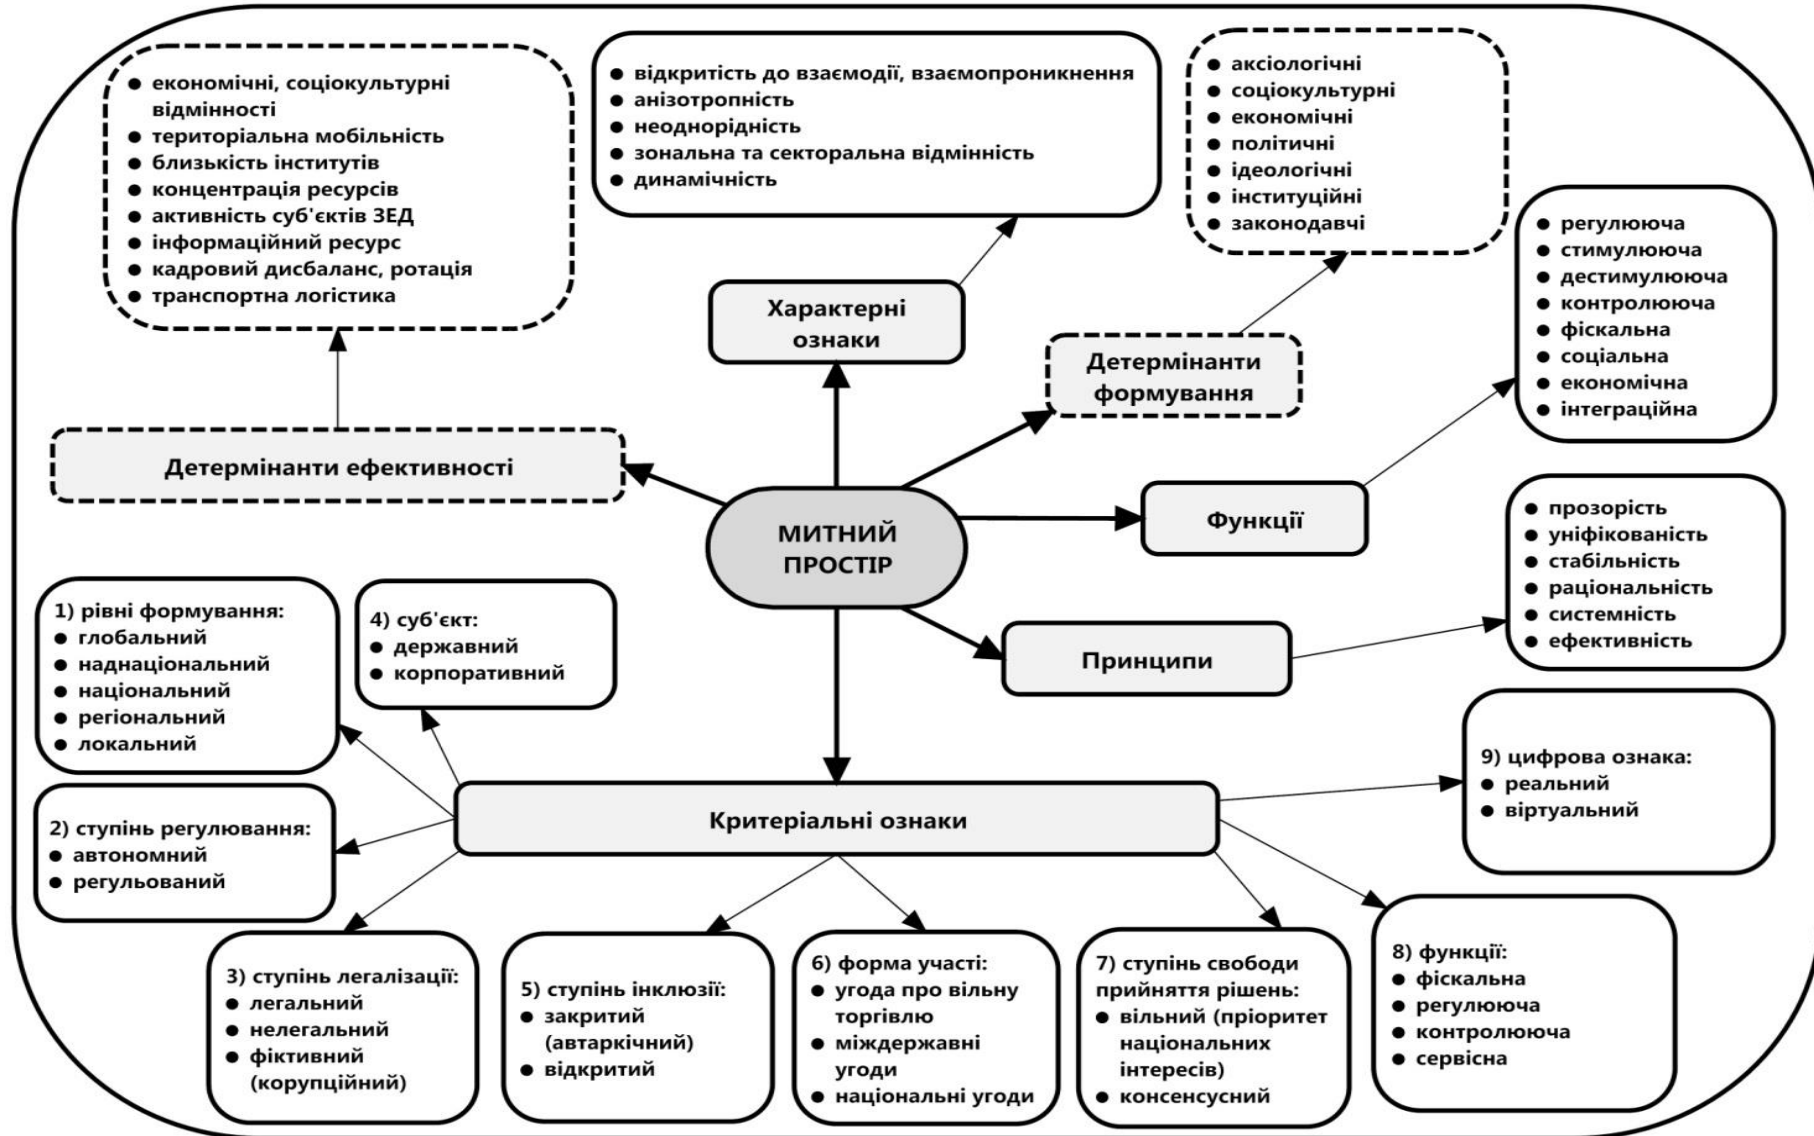 ● економічні, соціокультурні
відмінності
● територіальна мобільність
● близькість інститутів
● концентрація ресурсів
● активність суб'єктів ЗЕД
● інформаційний ресурс
● кадровий дисбаланс, ротація
● транспортна логістика
● відкритість до взаємодії, взаємопроникнення
● анізотропність
● неоднорідність
● зональна та секторальна відмінність
● динамічність
● аксіологічні
● соціокультурні
● економічні
● політичні
● ідеологічні
● інституційні
● законодавчі
● регулююча
● стимулююча
● дестимулююча
● контролююча
● фіскальна
● соціальна
● економічна
● інтеграційна
Характерні
ознаки
Детермінанти
формування
Детермінанти ефективності
МИТНИЙ
ПРОСТІР
Функції
● прозорість
● уніфікованість
● стабільність
● раціональність
● системність
● ефективність
Принципи
1) рівні формування:
● глобальний
● наднаціональний
● національний
● регіональний
● локальний
4) суб'єкт:
● державний
● корпоративний
Критеріальні ознаки
9) цифрова ознака:
● реальний
● віртуальний
2) ступінь регулювання:
● автономний
● регульований
3) ступінь легалізації:
● легальний
● нелегальний
● фіктивний
(корупційний)
5) ступінь інклюзії:
● закритий
(автаркічний)
● відкритий
6) форма участі:
● угода про вільну
торгівлю
● міждержавні
угоди
● національні угоди
7) ступінь свободи
прийняття рішень:
● вільний (пріоритет
національних
інтересів)
● консенсусний
8) функції:
● фіскальна
● регулююча
● контролююча
● сервісна